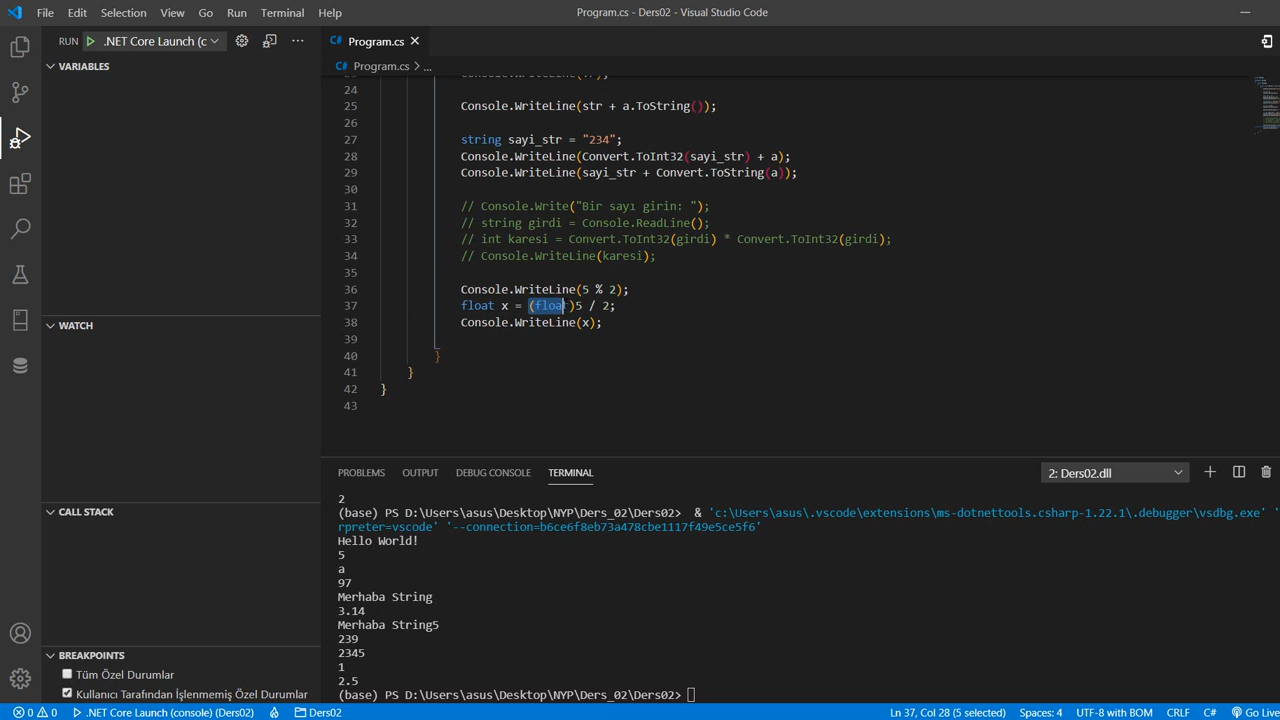 File Edit Selection View Go Run Terminal Help
Program.cs - Ders02 - Visual Studio Code
RUN .NET Core Launch (c
VARIABLES
WATCH
CALL STACK
BREAKPOINTS
Tüm Özel Durumlar
Kullanıcı Tarafından İşlenmemiş Özel Durumlar
C# Program.cs
C# Program.cs > ...
24
25 Console.WriteLine(str + a.ToString());
26
27 string sayi_str = "234";
28 Console.WriteLine(Convert.ToInt32(sayi_str) + a);
29 Console.WriteLine(sayi_str + Convert.ToString(a));
30
31 // Console.Write("Bir sayı girin: ");
32 // string girdi = Console.ReadLine();
33 // int karesi = Convert.ToInt32(girdi) * Convert.ToInt32(girdi);
34 // Console.WriteLine(karesi);
35
36 Console.WriteLine(5 % 2);
37 float x = (float)5 / 2;
38 Console.WriteLine(x);
39
40 }
41 }
42 }
43
PROBLEMS OUTPUT DEBUG CONSOLE TERMINAL 2: Ders02.dll
2
(base) PS D:\Users\asus\Desktop\NYP\Ders_02\Ders02> & 'c:\Users\asus\.vscode\extensions\ms-dotnettools.csharp-1.22.1\.debugger\vsdbg.exe' '
rpreter=vscode' '--connection=b6ce6f8eb73a478cbe1117f49e5ce5f6'
Hello World!
5
a
97
Merhaba String
3.14
Merhaba String5
239
2345
1
2.5
(base) PS D:\Users\asus\Desktop\NYP\Ders_02\Ders02>
0 0 .NET Core Launch (console) (Ders02) Ders02 Ln 37, Col 28 (5 selected) Spaces: 4 UTF-8 with BOM CRLF C# Go Live